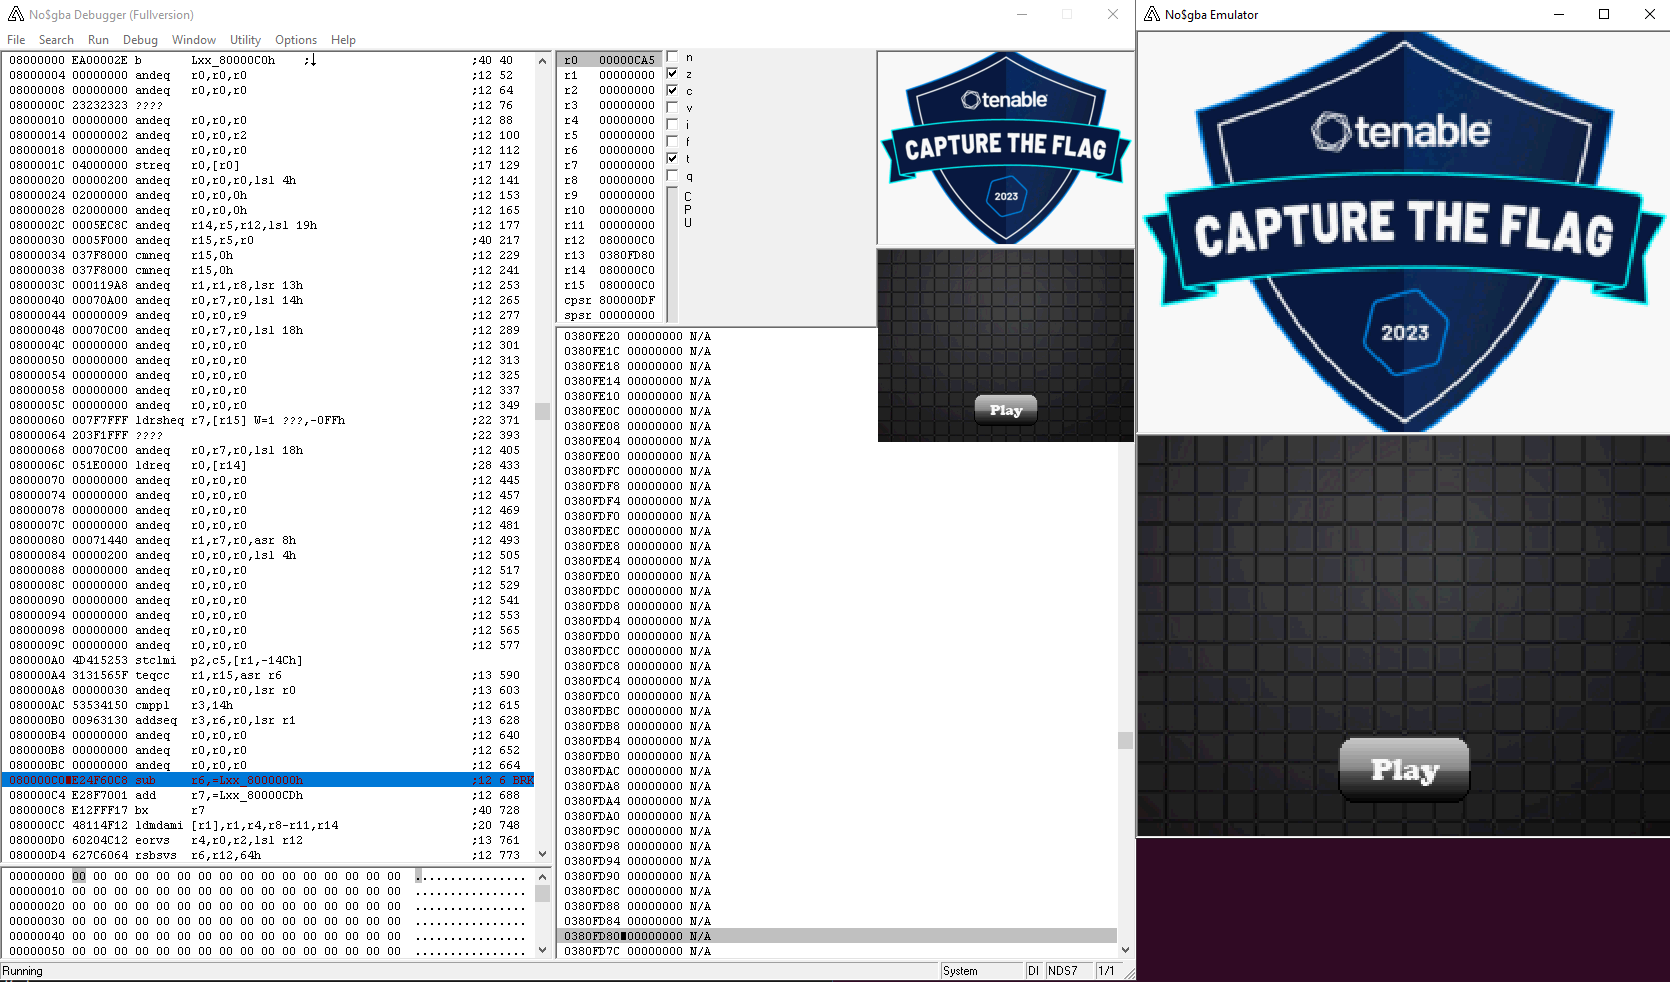 No$gba Debugger (Fullversion)
File Search Run Debug Debug Window Utility Options Help
08000000 EA00002E b Lxx_80000C0h ;↓ ;40 40
08000004 00000000 andeq r0,r0,r0 ;12 52
08000008 00000000 andeq r0,r0,r0 ;12 64
0800000C 23232323 ???? ;12 76
08000010 00000000 andeq r0,r0,r0 ;12 88
08000014 00000002 andeq r0,r0,r2 ;12 100
08000018 00000000 andeq r0,r0,r0 ;12 112
0800001C 04000000 streq r0,[r0] ;17 129
08000020 00000200 andeq r0,r0,r0,lsl 4h ;12 141
08000024 02000000 andeq r0,r0,0h ;12 153
08000028 02000000 andeq r0,r0,0h ;12 165
0800002C 0005EC8C andeq r14,r5,r12,lsl 19h ;12 177
08000030 0005F000 andeq r15,r5,r0 ;40 217
08000034 037F8000 cmneq r15,0h ;12 229
08000038 037F8000 cmneq r15,0h ;12 241
0800003C 000119A8 andeq r1,r1,r8,lsr 13h ;12 253
08000040 00070A00 andeq r0,r7,r0,lsl 14h ;12 265
08000044 00000009 andeq r0,r0,r9 ;12 277
08000048 00070C00 andeq r0,r7,r0,lsl 18h ;12 289
0800004C 00000000 andeq r0,r0,r0 ;12 301
08000050 00000000 andeq r0,r0,r0 ;12 313
08000054 00000000 andeq r0,r0,r0 ;12 325
08000058 00000000 andeq r0,r0,r0 ;12 337
0800005C 00000000 andeq r0,r0,r0 ;12 349
08000060 007F7FFF ldrsheq r7,[r15] W=1 ???,-0FFh ;22 371
08000064 203F1FFF ???? ;22 393
08000068 00070C00 andeq r0,r7,r0,lsl 18h ;12 405
0800006C 051E0000 ldreq r0,[r14] ;28 433
08000070 00000000 andeq r0,r0,r0 ;12 445
08000074 00000000 andeq r0,r0,r0 ;12 457
08000078 00000000 andeq r0,r0,r0 ;12 469
0800007C 00000000 andeq r0,r0,r0 ;12 481
08000080 00071440 andeq r1,r7,r0,asr 8h ;12 493
08000084 00000200 andeq r0,r0,r0,lsl 4h ;12 505
08000088 00000000 andeq r0,r0,r0 ;12 517
0800008C 00000000 andeq r0,r0,r0 ;12 529
08000090 00000000 andeq r0,r0,r0 ;12 541
08000094 00000000 andeq r0,r0,r0 ;12 553
08000098 00000000 andeq r0,r0,r0 ;12 565
0800009C 00000000 andeq r0,r0,r0 ;12 577
080000A0 4D415253 stclmi p2,c5,[r1,-14Ch]
080000A4 3131565F teqcc r1,r15,asr r6 ;13 590
080000A8 00000030 andeq r0,r0,r0,lsr r0 ;13 603
080000AC 53534150 cmppl r3,14h ;12 615
080000B0 00963130 addseq r3,r6,r0,lsr r1 ;13 628
080000B4 00000000 andeq r0,r0,r0 ;12 640
080000B8 00000000 andeq r0,r0,r0 ;12 652
080000BC 00000000 andeq r0,r0,r0 ;12 664
080000C0 E24F60C8 sub r6,=Lxx_8000000h ;12 6 BRK
080000C4 E28F7001 add r7,=Lxx_80000CDh ;12 688
080000C8 E12FFF17 bx r7 ;40 728
080000CC 48114F12 ldmdami [r1],r1,r4,r8-r11,r14 ;20 748
080000D0 60204C12 eorvs r4,r0,r2,lsl r12 ;13 761
080000D4 627C6064 rsbsvs r6,r12,64h ;12 773
00000000 00 00 00 00 00 00 00 00 00 00 00 00 00 00 00 00 ................
00000010 00 00 00 00 00 00 00 00 00 00 00 00 00 00 00 00 ................
00000020 00 00 00 00 00 00 00 00 00 00 00 00 00 00 00 00 ................
00000030 00 00 00 00 00 00 00 00 00 00 00 00 00 00 00 00 ................
00000040 00 00 00 00 00 00 00 00 00 00 00 00 00 00 00 00 ................
00000050 00 00 00 00 00 00 00 00 00 00 00 00 00 00 00 00 ................
r0 00000CA5
r1 00000000
r2 00000000
r3 00000000
r4 00000000
r5 00000000
r6 00000000
r7 00000000
r8 00000000
r9 00000000
r10 00000000
r11 00000000
r12 080000C0
r13 0380FD80
r14 080000C0
r15 080000C0
cpsr 800000DF
spsr 00000000
n
z
c
v
i
f
t
q
C
P
U
0380FE20 00000000 N/A
0380FE1C 00000000 N/A
0380FE18 00000000 N/A
0380FE14 00000000 N/A
0380FE10 00000000 N/A
0380FE0C 00000000 N/A
0380FE08 00000000 N/A
0380FE04 00000000 N/A
0380FE00 00000000 N/A
0380FDFC 00000000 N/A
0380FDF8 00000000 N/A
0380FDF4 00000000 N/A
0380FDF0 00000000 N/A
0380FDEC 00000000 N/A
0380FDE8 00000000 N/A
0380FDE4 00000000 N/A
0380FDE0 00000000 N/A
0380FDDC 00000000 N/A
0380FDD8 00000000 N/A
0380FDD4 00000000 N/A
0380FDD0 00000000 N/A
0380FDCC 00000000 N/A
0380FDC8 00000000 N/A
0380FDC4 00000000 N/A
0380FDC0 00000000 N/A
0380FDBC 00000000 N/A
0380FDB8 00000000 N/A
0380FDB4 00000000 N/A
0380FDB0 00000000 N/A
0380FDAC 00000000 N/A
0380FDA8 00000000 N/A
0380FDA4 00000000 N/A
0380FDA0 00000000 N/A
0380FD9C 00000000 N/A
0380FD98 00000000 N/A
0380FD94 00000000 N/A
0380FD90 00000000 N/A
0380FD8C 00000000 N/A
0380FD88 00000000 N/A
0380FD84 00000000 N/A
0380FD80 00000000 N/A
0380FD7C 00000000 N/A
tenable
CAPTURE THE FLAG
2023
Play
Running System DI NDS7 1/1
No$gba Emulator
tenable
CAPTURE THE FLAG
2023
Play